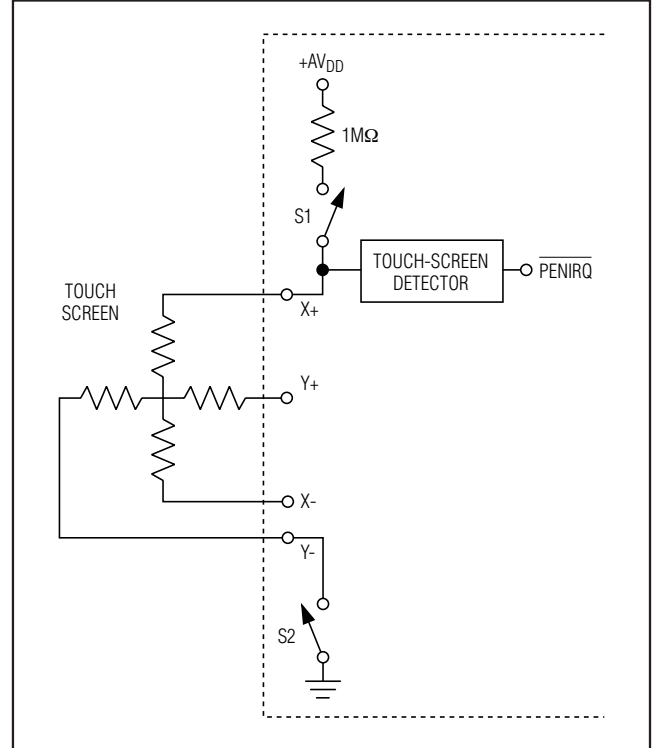 +AVDD
1MΩ
S1
TOUCH-SCREEN
DETECTOR
PENIRQ
TOUCH
SCREEN
X+
Y+
X-
Y-
S2